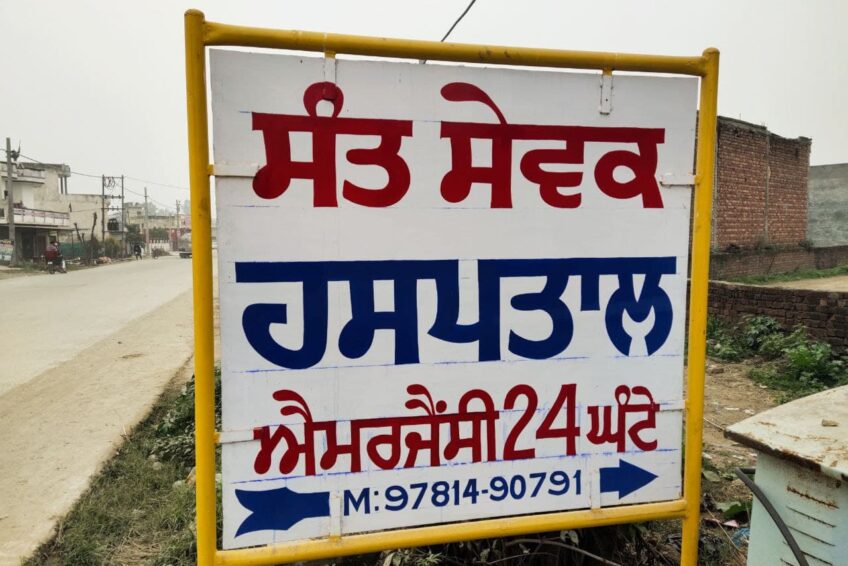 ਸੰਤ ਸੇਵਕ
ਹਸਪਤਾਲ
ਐਮਰਜੈਂਸੀ 24 ਘੰਟੇ
M: 97814-90791